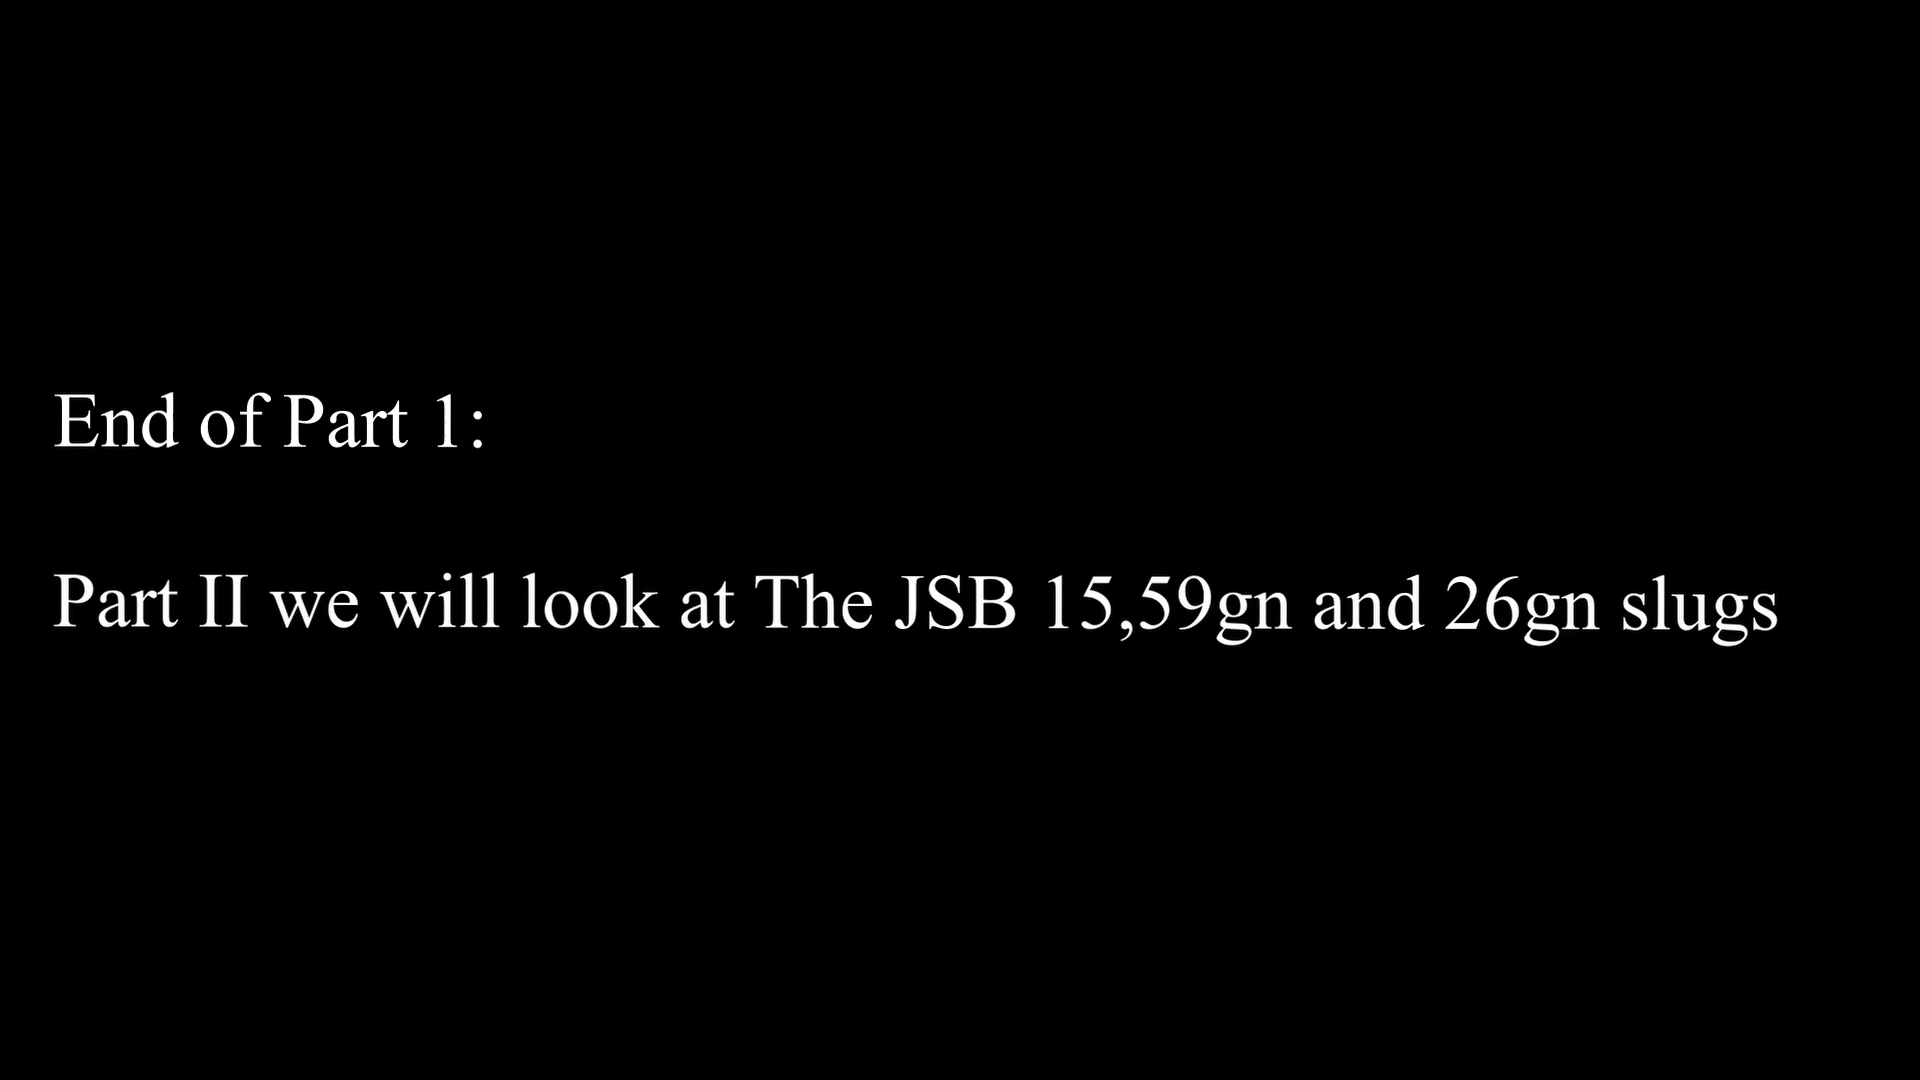 End of Part 1:
Part II we will look at The JSB 15,59gn and 26gn slugs